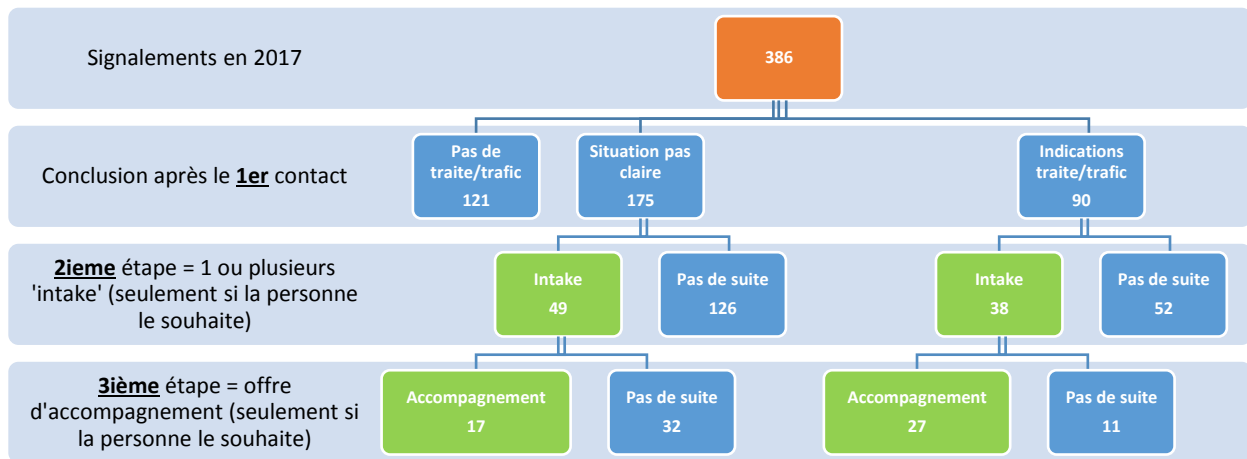 Signalements en 2017
386
Conclusion après le 1er contact
Pas de
traite/trafic
121
Situation pas
claire
175
Indications
traite/trafic
90
2ieme étape = 1 ou plusieurs
'intake' (seulement si la personne
le souhaite)
Intake
49
Pas de suite
126
Intake
38
Pas de suite
52
3ième étape = offre
d'accompagnement (seulement si
la personne le souhaite)
Accompagnement
17
Pas de suite
32
Accompagnement
27
Pas de suite
11